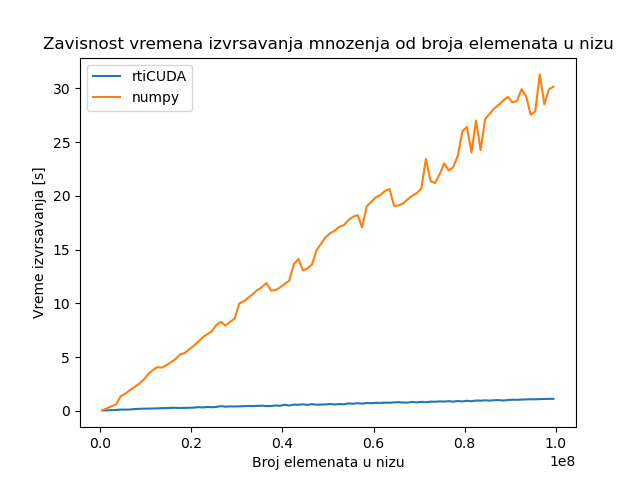 Zavisnost vremena izvrsavanja mnozenja od broja elemenata u nizu
rtiCUDA
numpy
Vreme izvrsavanja [s]
30
25
20
15
10
5
0
0.0 0.2 0.4 0.6 0.8 1.0
1e8
Broj elemenata u nizu